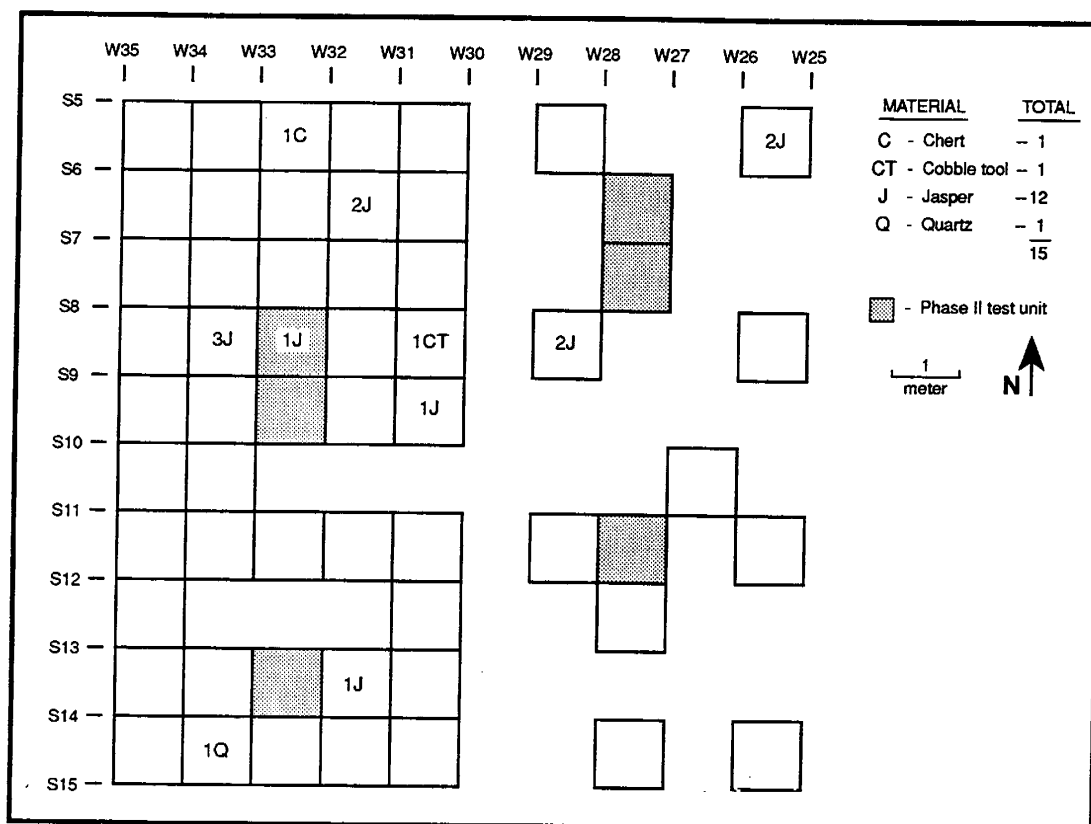 W35 W34 W33 W32 W31 W30 W29 W28 W27 W26 W25
S5
S6
S7
S8
S9
S10
S11
S12
S13
S14
S15
1C
2J
2J
3J 1J 1CT 2J
1J
1J
1Q
MATERIAL TOTAL
C - Chert -- 1
CT - Cobble tool -- 1
J - Jasper --12
Q - Quartz -- 1
15
- Phase II test unit
1
meter
N